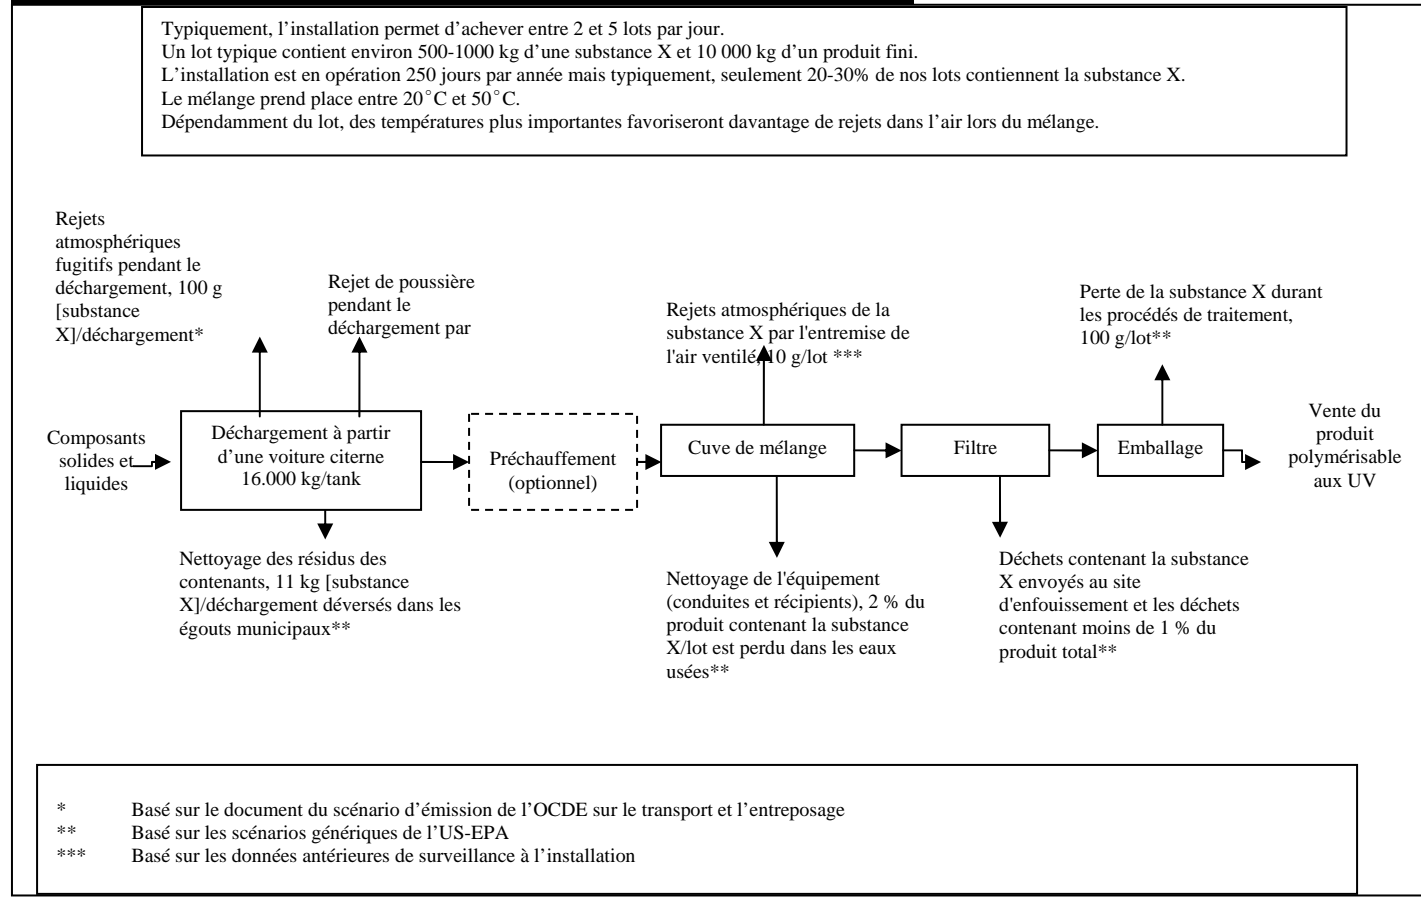 Typiquement, l’installation permet d’achever entre 2 et 5 lots par jour.
Un lot typique contient environ 500-1000 kg d’une substance X et 10 000 kg d’un produit fini.
L’installation est en opération 250 jours par année mais typiquement, seulement 20-30% de nos lots contiennent la substance X.
Le mélange prend place entre 20°C et 50°C.
Dépendamment du lot, des températures plus importantes favoriseront davantage de rejets dans l’air lors du mélange.
Rejets
atmosphériques
fugitifs pendant le
déchargement, 100 g
[substance
X]/déchargement*
Rejet de poussière
pendant le
déchargement par
Rejets atmosphériques de la
substance X par l'entremise de
l'air ventilé, 10 g/lot ***
Perte de la substance X durant
les procédés de traitement,
100 g/lot**
Composants
solides et
liquides
Déchargement à partir
d’une voiture citerne
16.000 kg/tank
Préchauffement
(optionnel)
Cuve de mélange
Filtre
Emballage
Vente du
produit
polymérisable
aux UV
Nettoyage des résidus des
contenants, 11 kg [substance
X]/déchargement déversés dans les
égouts municipaux**
Nettoyage de l'équipement
(conduites et récipients), 2 % du
produit contenant la substance
X/lot est perdu dans les eaux
usées**
Déchets contenant la substance
X envoyés au site
d'enfouissement et les déchets
contenant moins de 1 % du
produit total**
* Basé sur le document du scénario d’émission de l’OCDE sur le transport et l’entreposage
** Basé sur les scénarios génériques de l’US-EPA
*** Basé sur les données antérieures de surveillance à l’installation